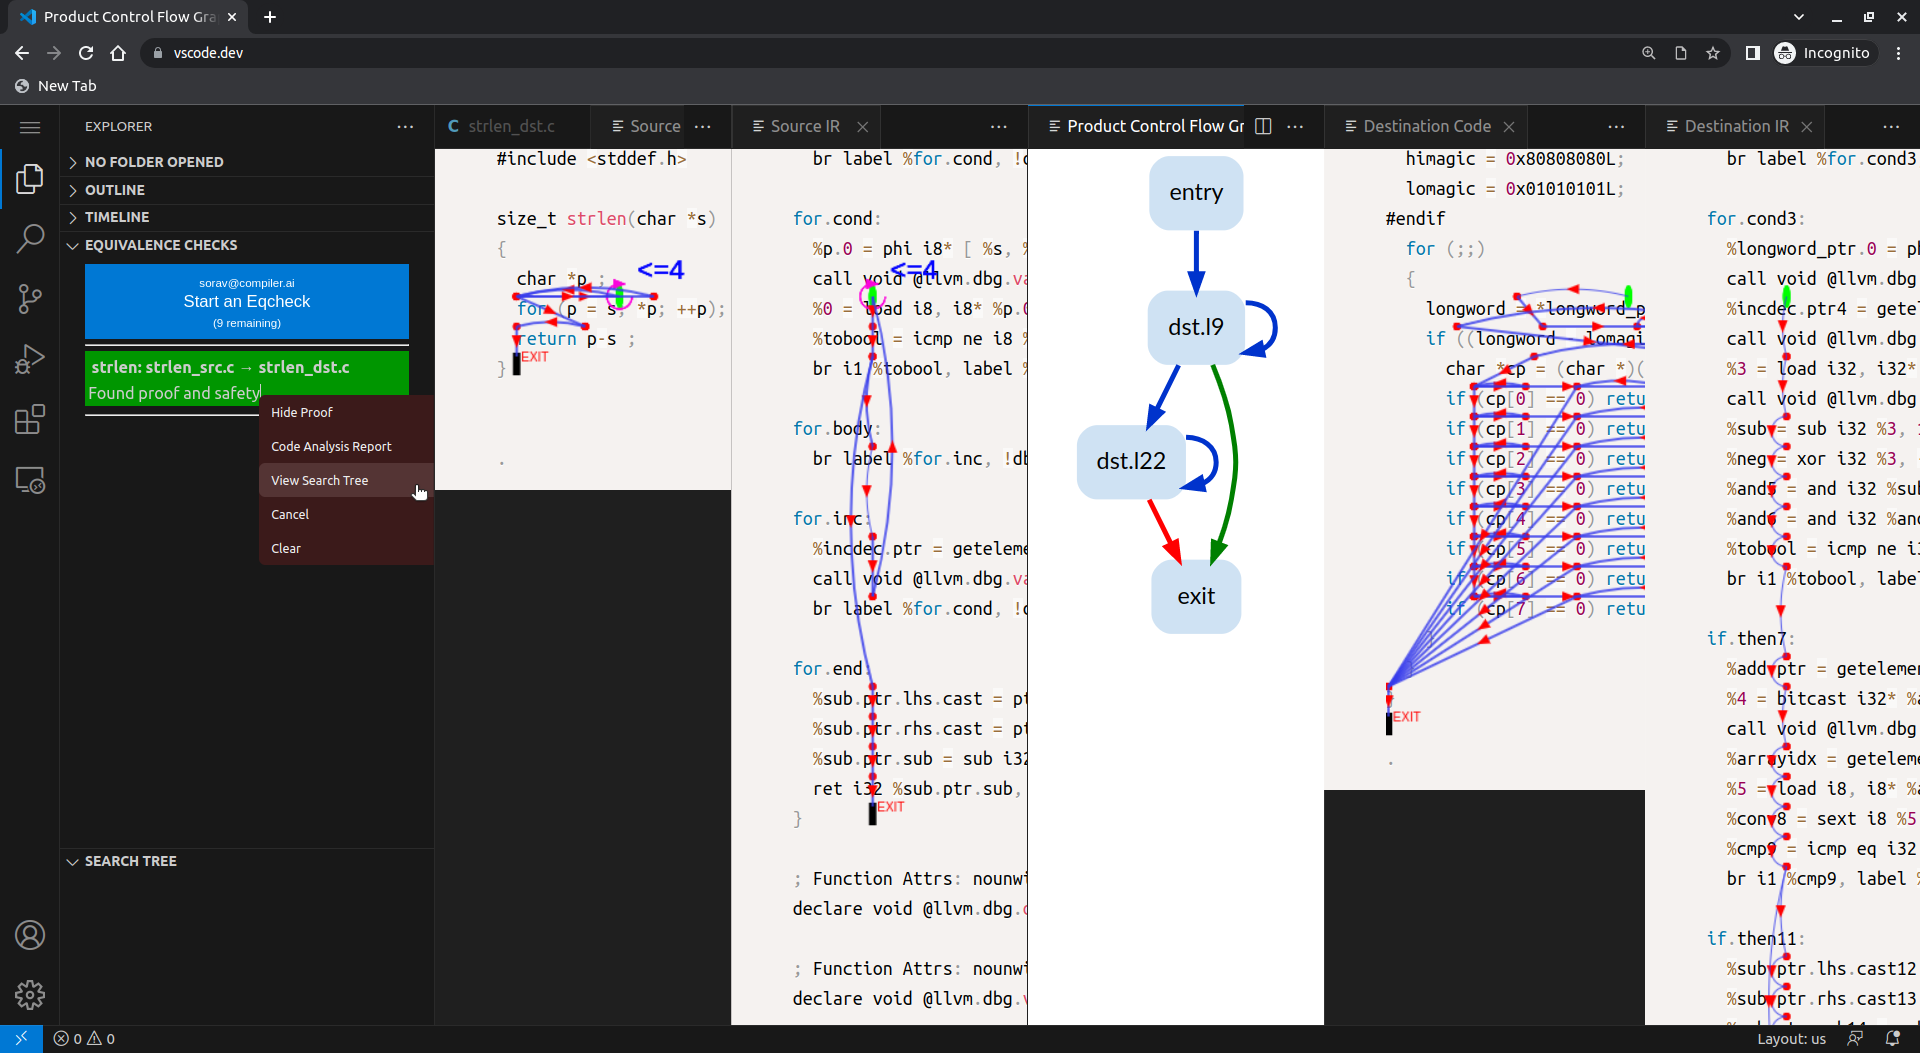 Product Control Flow Gra
vscode.dev
Incognito
New Tab
EXPLORER
NO FOLDER OPENED
OUTLINE
TIMELINE
EQUIVALENCE CHECKS
sorav@compiler.ai
Start an Eqcheck
(9 remaining)
strlen: strlen_src.c → strlen_dst.c
Found proof and safety
Hide Proof
Code Analysis Report
View Search Tree
Cancel
Clear
SEARCH TREE
C strlen_dst.c
Source
#include <stddef.h>
size_t strlen(char *s)
{
char *p ;
<=4
for (p = s; *p; ++p);
return p-s ;
EXIT
}
.
Source IR
br label %for.cond, !d
for.cond:
%p.0 = phi i8* [ %s, %
call void @llvm.dbg.va
<=4
%0 = load i8, i8* %p.0
%tobool = icmp ne i8 %
br i1 %tobool, label %
for.body:
br label %for.inc, !db
for.inc:
%incdec.ptr = geteleme
call void @llvm.dbg.va
br label %for.cond, !d
for.end:
%sub.ptr.lhs.cast = pt
%sub.ptr.rhs.cast = pt
%sub.ptr.sub = sub i32
ret i32 %sub.ptr.sub,
EXIT
}
; Function Attrs: nounwi
declare void @llvm.dbg.d
; Function Attrs: nounwi
declare void @llvm.dbg.v
Product Control Flow Gr
entry
dst.l9
dst.l22
exit
Destination Code
himagic = 0x80808080L;
lomagic = 0x01010101L;
#endif
for (;;)
{
longword = *longword_p
if ((longword - lomagi
char *cp = (char *)(
if (cp[0] == 0) retu
if (cp[1] == 0) retu
if (cp[2] == 0) retu
if (cp[3] == 0) retu
if (cp[4] == 0) retu
if (cp[5] == 0) retu
if (cp[6] == 0) retu
if (cp[7] == 0) retu
EXIT
.
Destination IR
br label %for.cond3
for.cond3:
%longword_ptr.0 = ph
call void @llvm.dbg
%incdec.ptr4 = gete
%3 = load i32, i32*
call void @llvm.dbg
%sub = sub i32 %3,
%neg = xor i32 %3,
%and5 = and i32 %sub
%and6 = and i32 %and
%tobool = icmp ne i
br i1 %tobool, label
if.then7:
%add.ptr = getelemen
%4 = bitcast i32* %a
call void @llvm.dbg
%arrayidx = geteleme
%5 = load i8, i8* %a
%conv8 = sext i8 %5
%cmp9 = icmp eq i32
br i1 %cmp9, label %
if.then11:
%sub.ptr.lhs.cast12
%sub.ptr.rhs.cast13
0 0
Layout: us